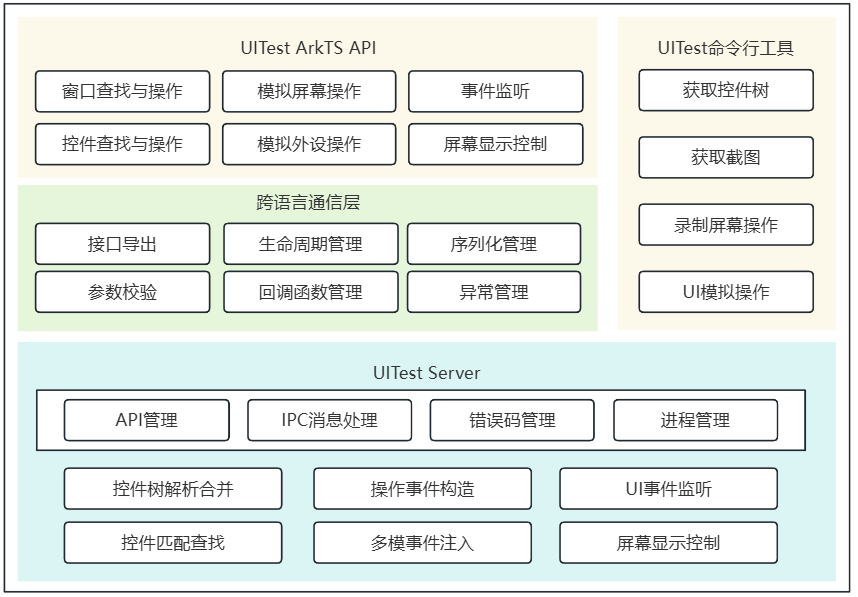 UITest ArkTS API
窗口查找与操作
模拟屏幕操作
事件监听
控件查找与操作
模拟外设操作
屏幕显示控制
UITest命令行工具
获取控件树
获取截图
录制屏幕操作
UI模拟操作
跨语言通信层
接口导出
生命周期管理
序列化管理
参数校验
回调函数管理
异常管理
UITest Server
API管理
IPC消息处理
错误码管理
进程管理
控件树解析合并
操作事件构造
UI事件监听
控件匹配查找
多模事件注入
屏幕显示控制